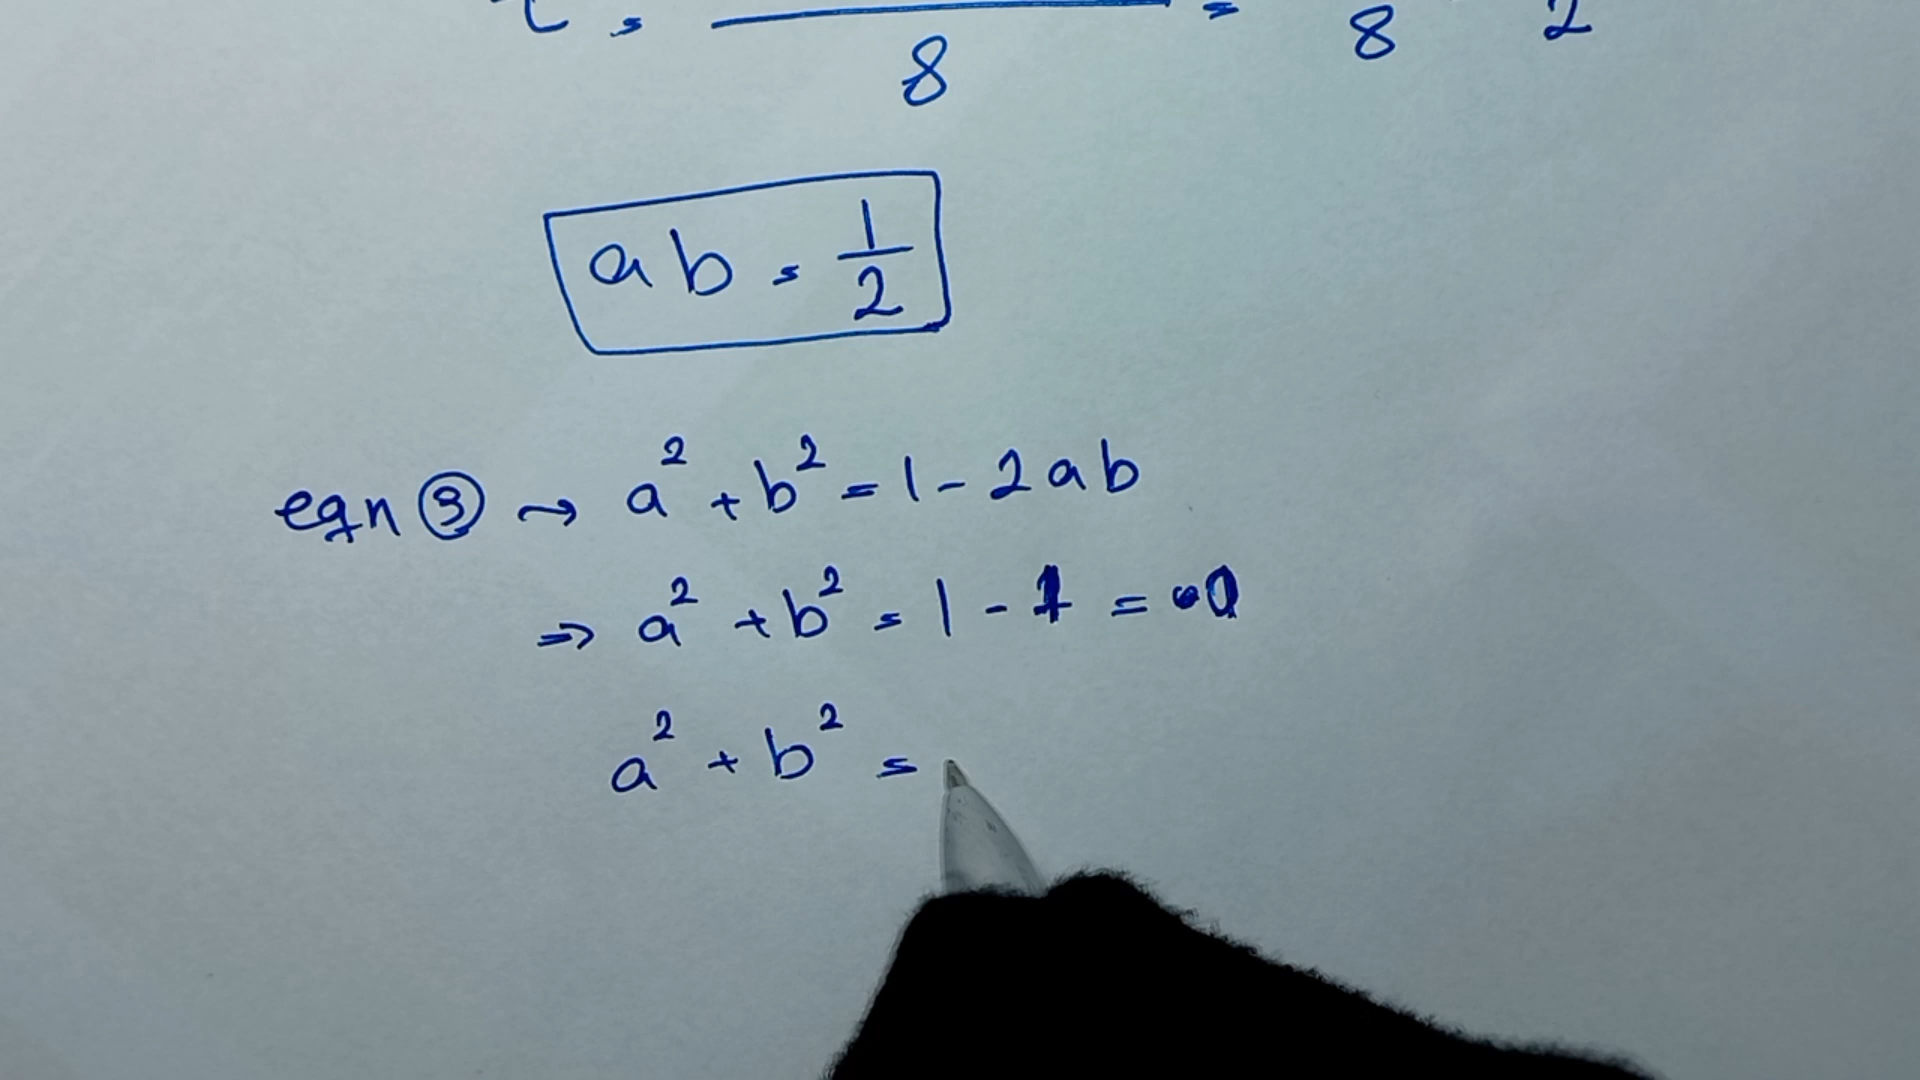 = 8 = 8 2
ab = 1/2
eqn ③ → a² + b² = 1 - 2ab
⇒ a² + b² = 1 - 1 = 0
a² + b² =